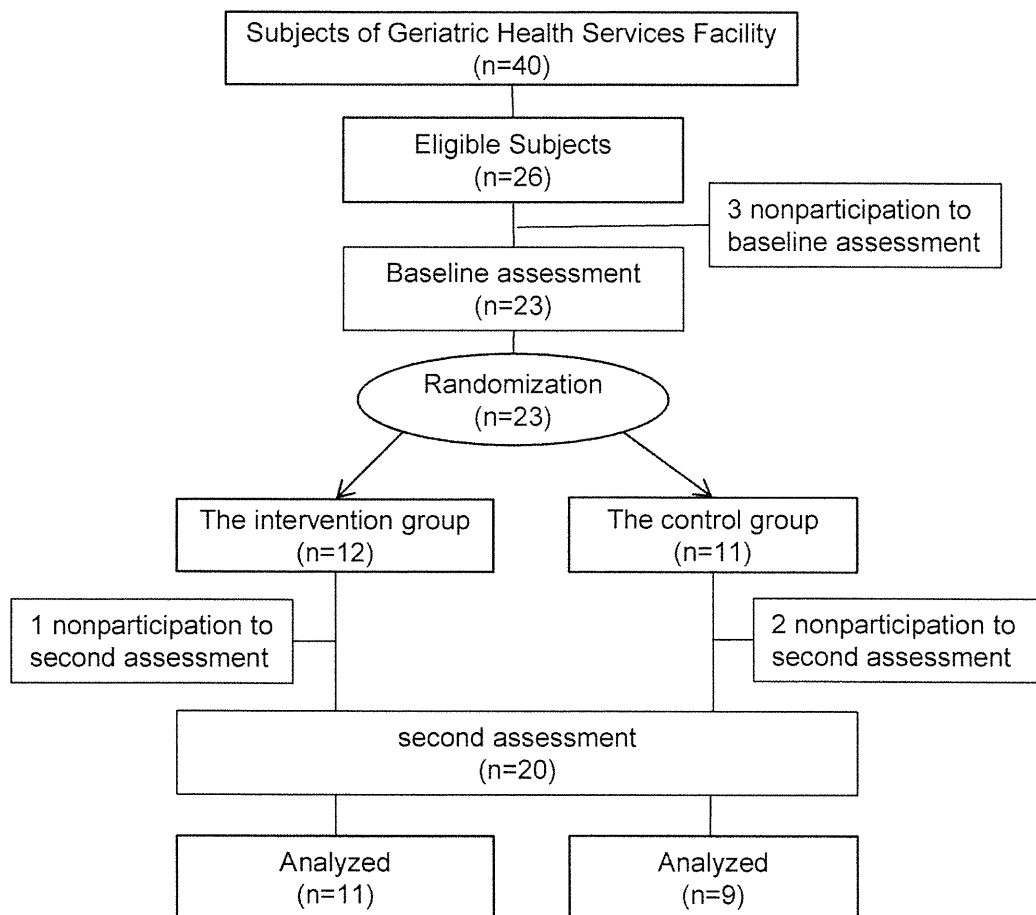 Subjects of Geriatric Health Services Facility
(n=40)
Eligible Subjects
(n=26)
3 nonparticipation to
baseline assessment
Baseline assessment
(n=23)
Randomization
(n=23)
The intervention group
(n=12)
The control group
(n=11)
1 nonparticipation to
second assessment
2 nonparticipation to
second assessment
second assessment
(n=20)
Analyzed
(n=11)
Analyzed
(n=9)